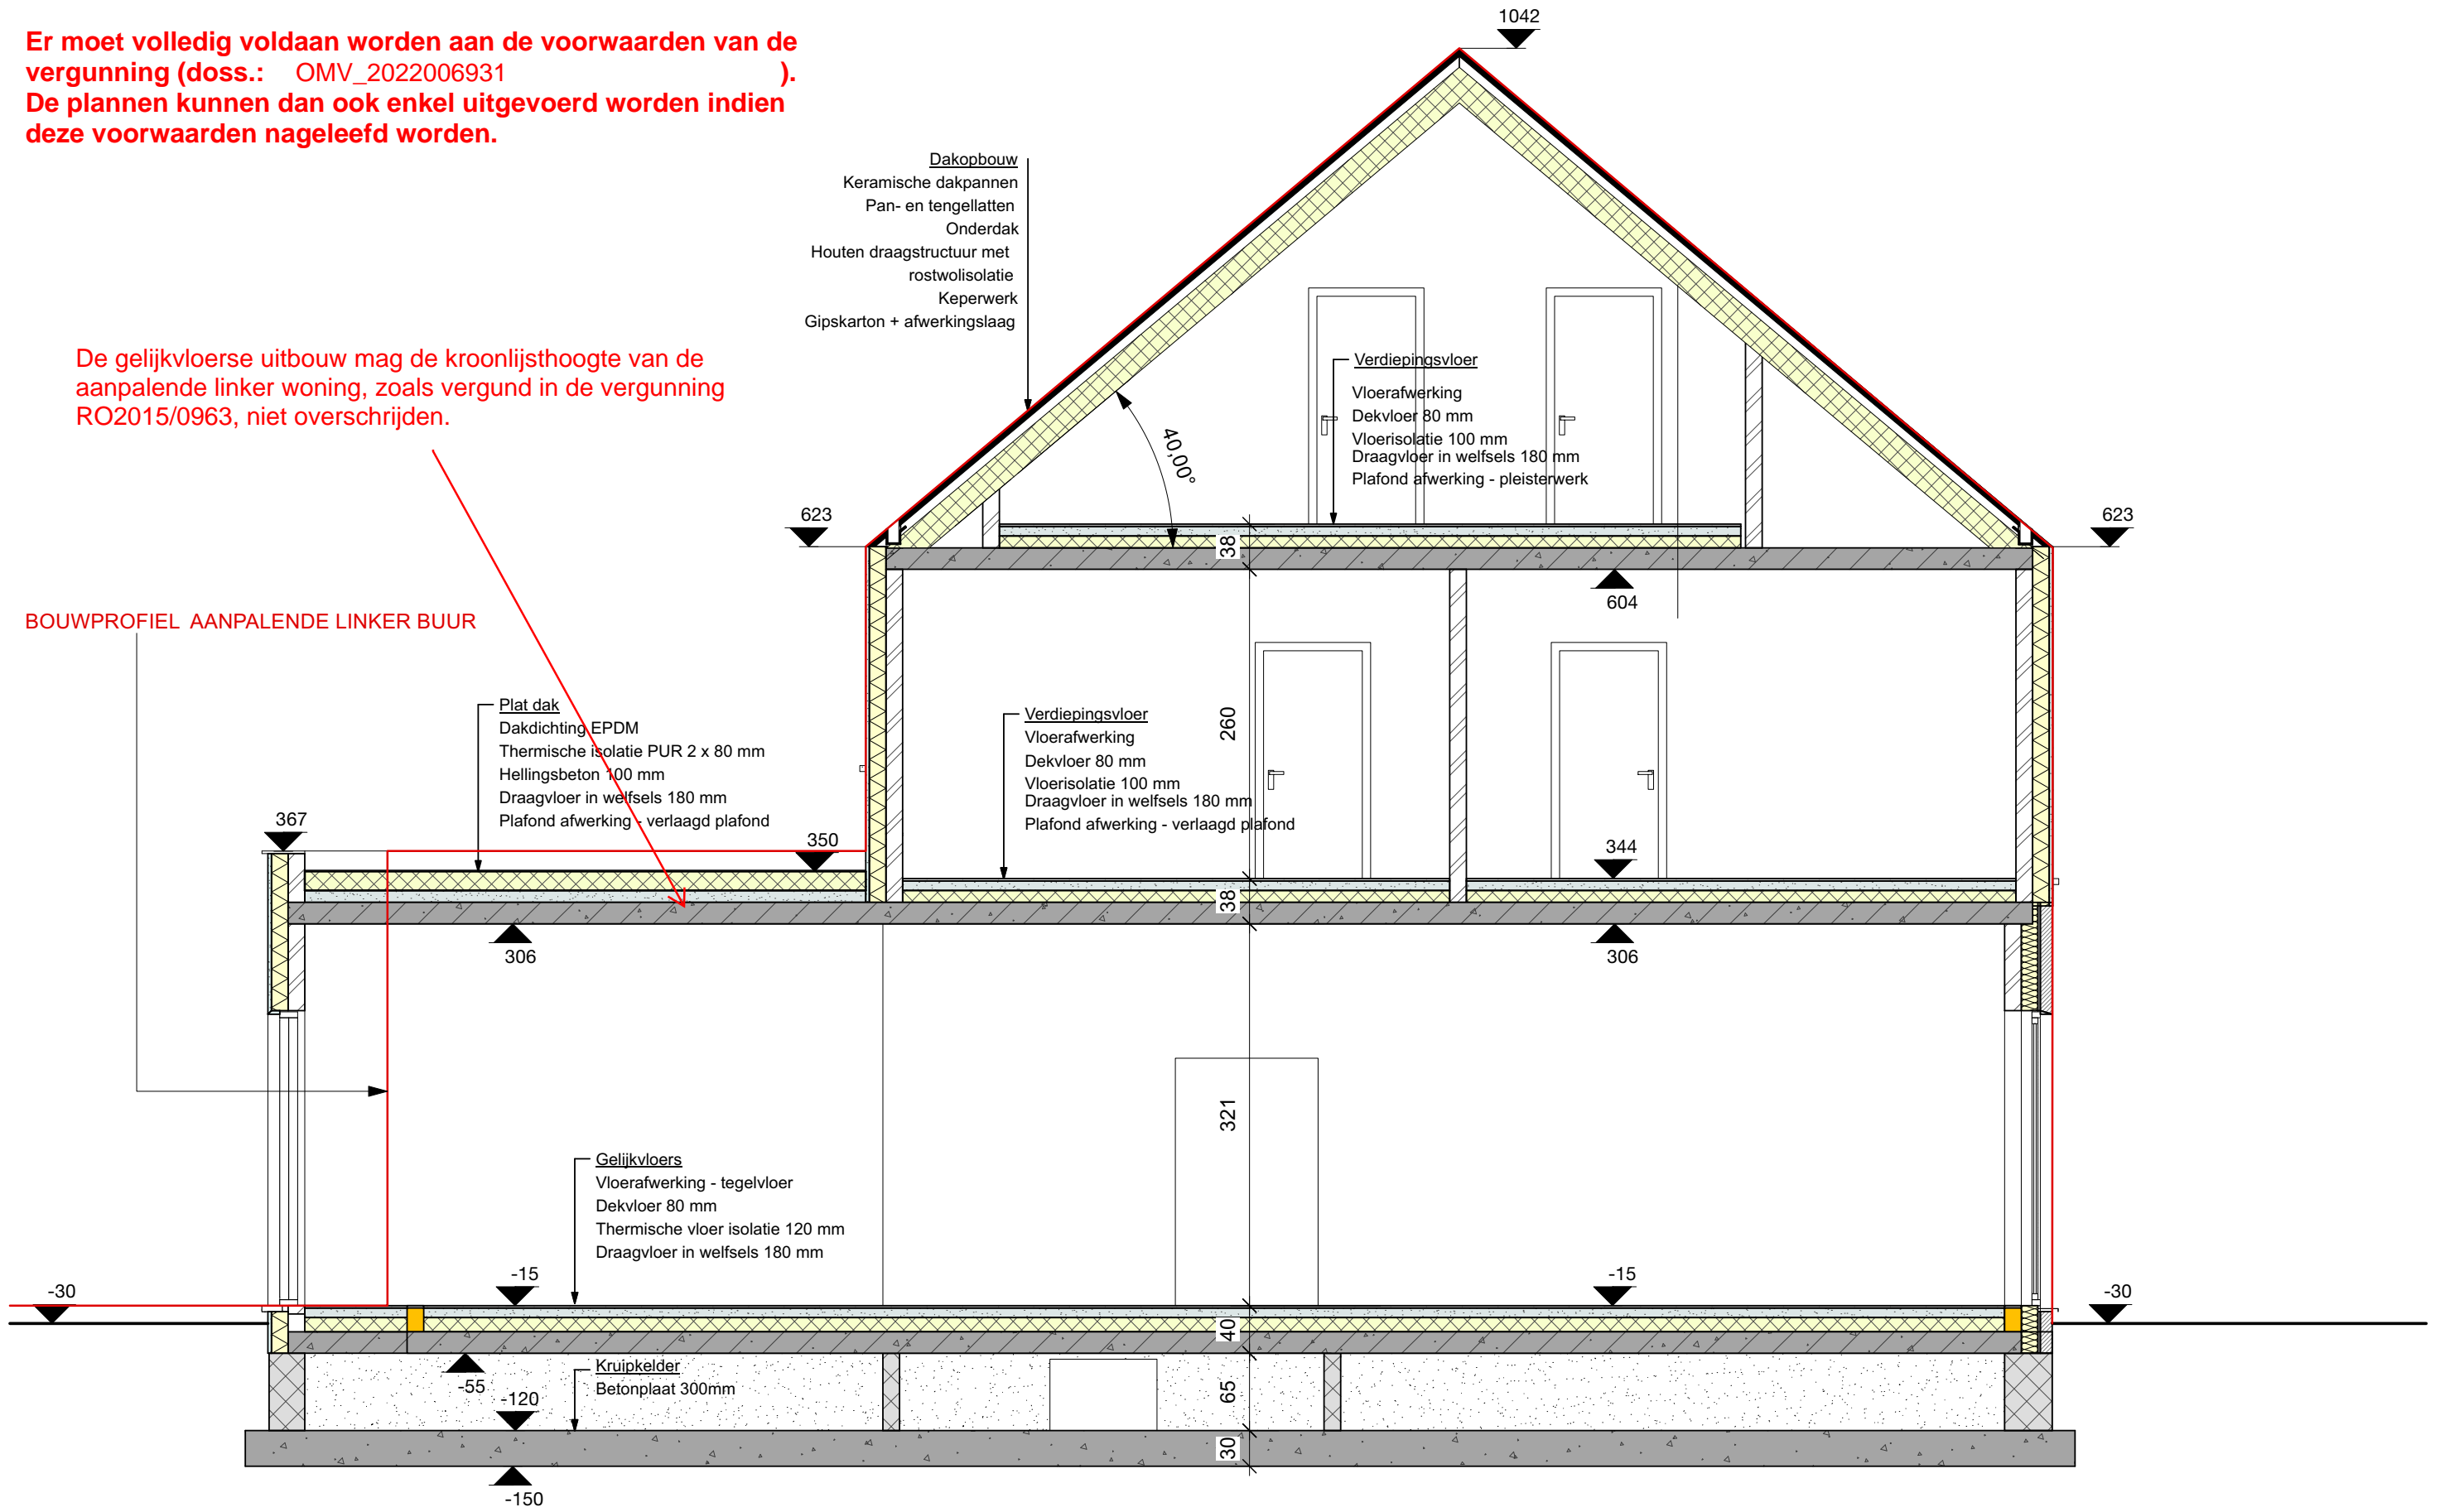 Er moet volledig voldaan worden aan de voorwaarden van de
vergunning (doss.: OMV_2022006931 ).
De plannen kunnen dan ook enkel uitgevoerd worden indien
deze voorwaarden nageleefd worden.
1042
Dakopbouw
Keramische dakpannen
Pan- en tengellatten
Onderdak
Houten draagstructuur met
rostwolisolatie
Keperwerk
Gipskarton + afwerkingslaag
De gelijkvloerse uitbouw mag de kroonlijsthoogte van de
aanpalende linker woning, zoals vergund in de vergunning
RO2015/0963, niet overschrijden.
Verdiepingsvloer
Vloerafwerking
Dekvloer 80 mm
Vloerisolatie 100 mm
Draagvloer in welfsels 180 mm
Plafond afwerking - pleisterwerk
40,00°
623
623
38
604
BOUWPROFIEL AANPALENDE LINKER BUUR
Plat dak
Dakdichting EPDM
Thermische isolatie PUR 2 x 80 mm
Hellingsbeton 100 mm
Draagvloer in welfsels 180 mm
Plafond afwerking - verlaagd plafond
Verdiepingsvloer
Vloerafwerking
Dekvloer 80 mm
Vloerisolatie 100 mm
Draagvloer in welfsels 180 mm
Plafond afwerking - verlaagd plafond
260
367
350
344
38
306
306
321
Gelijkvloers
Vloerafwerking - tegelvloer
Dekvloer 80 mm
Thermische vloer isolatie 120 mm
Draagvloer in welfsels 180 mm
-30
-15
-15
-30
40
Kruipkelder
Betonplaat 300mm
-55
-120
65
30
-150